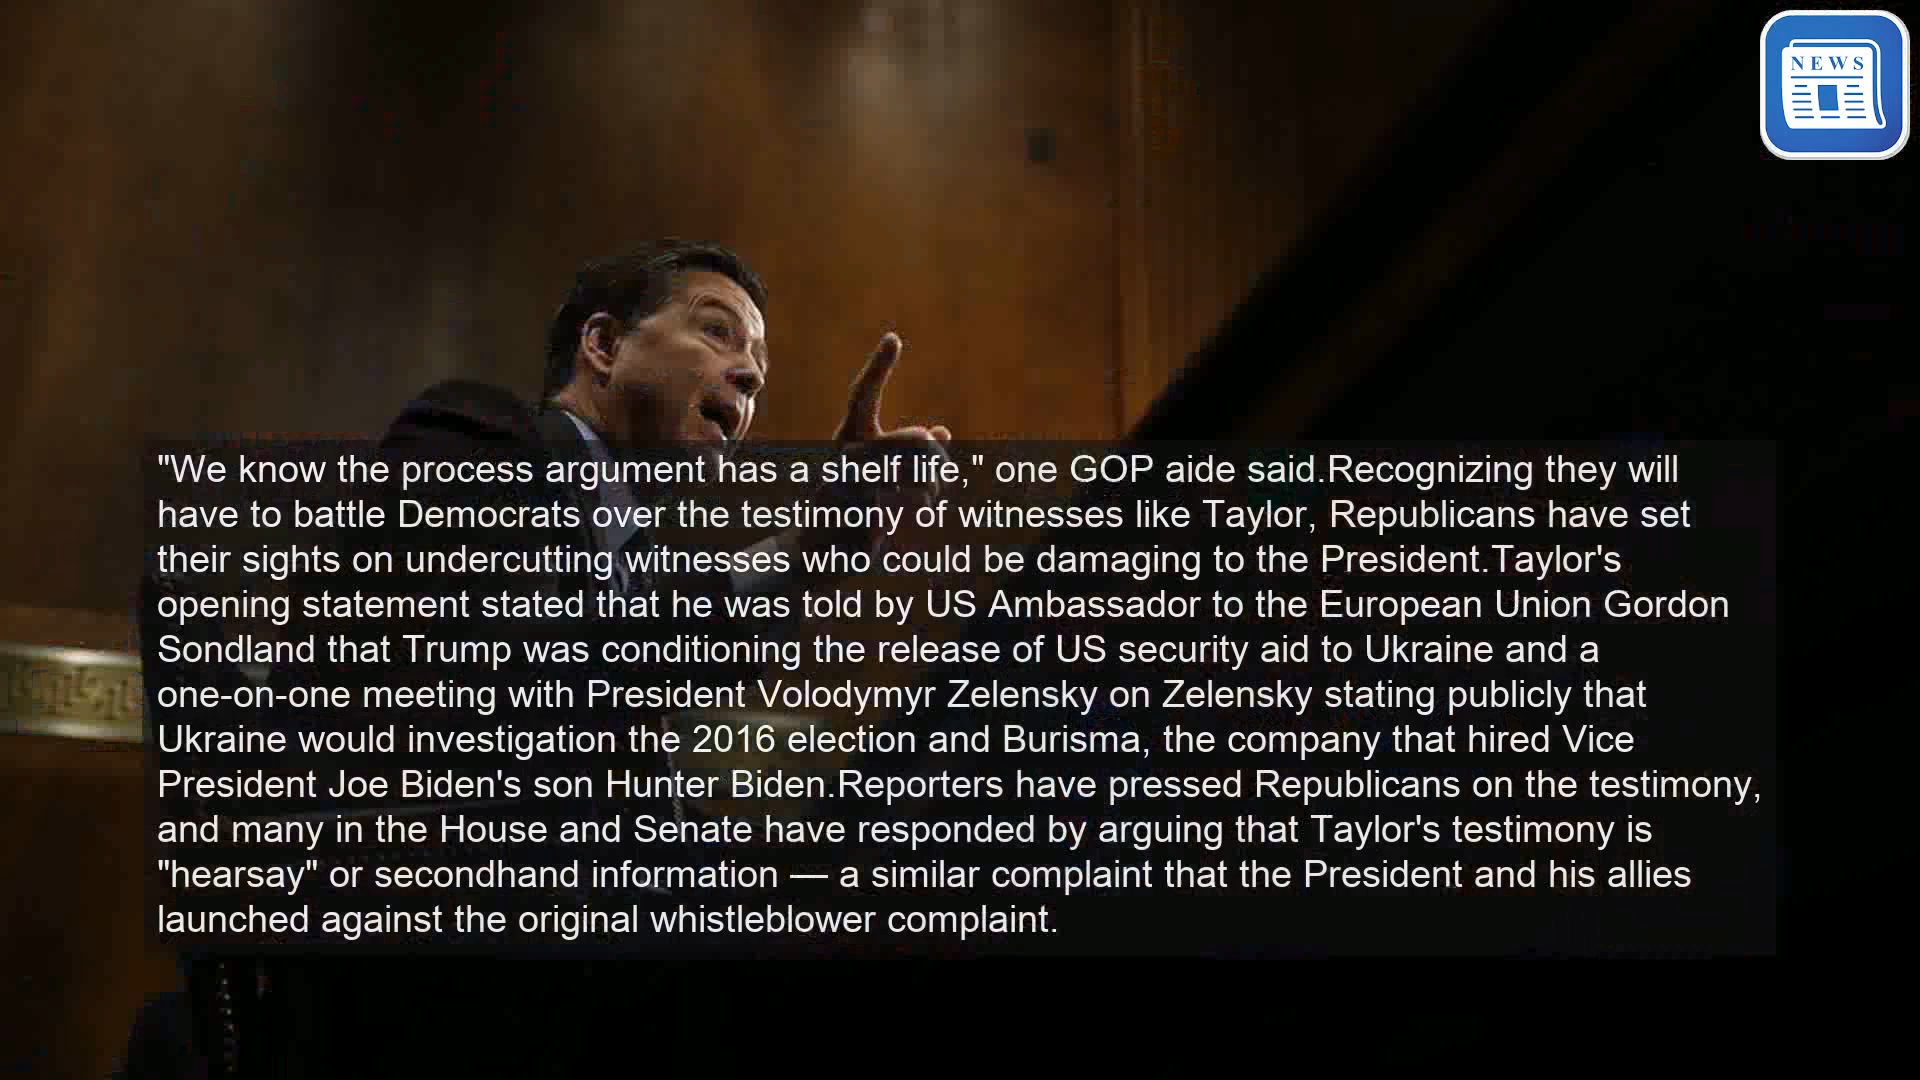 NEWS
"We know the process argument has a shelf life," one GOP aide said.Recognizing they will
have to battle Democrats over the testimony of witnesses like Taylor, Republicans have set
their sights on undercutting witnesses who could be damaging to the President.Taylor's
opening statement stated that he was told by US Ambassador to the European Union Gordon
Sondland that Trump was conditioning the release of US security aid to Ukraine and a
one-on-one meeting with President Volodymyr Zelensky on Zelensky stating publicly that
Ukraine would investigation the 2016 election and Burisma, the company that hired Vice
President Joe Biden's son Hunter Biden.Reporters have pressed Republicans on the testimony,
and many in the House and Senate have responded by arguing that Taylor's testimony is
"hearsay" or secondhand information — a similar complaint that the President and his allies
launched against the original whistleblower complaint.